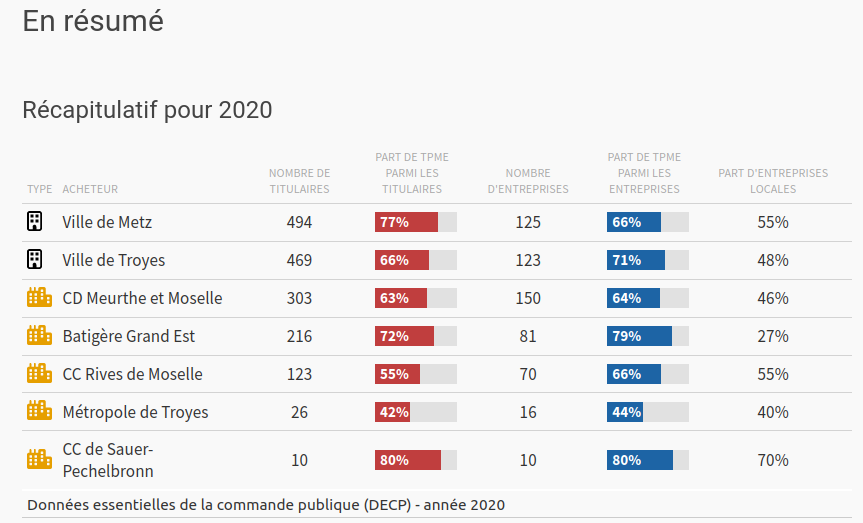 En résumé
Récapitulatif pour 2020
TYPE ACHETEUR NOMBRE DE TITULAIRES PART DE TPME PARMI LES TITULAIRES NOMBRE D'ENTREPRISES PART DE TPME PARMI LES ENTREPRISES PART D'ENTREPRISES LOCALES
Ville de Metz 494 77% 125 66% 55%
Ville de Troyes 469 66% 123 71% 48%
CD Meurthe et Moselle 303 63% 150 64% 46%
Batigère Grand Est 216 72% 81 79% 27%
CC Rives de Moselle 123 55% 70 66% 55%
Métropole de Troyes 26 42% 16 44% 40%
CC de Sauer-
Pechelbronn 10 80% 10 80% 70%
Données essentielles de la commande publique (DECP) - année 2020